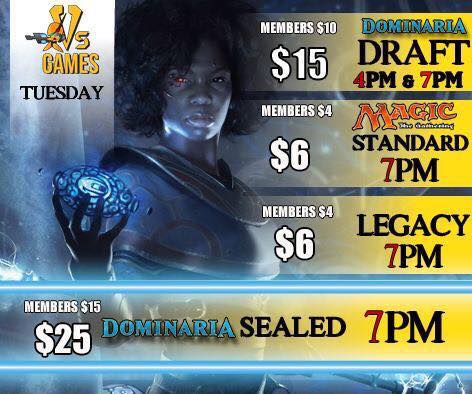 Vs
GAMES
TUESDAY
MEMBERS $10
$15
DOMINARIA
DRAFT
4PM & 7PM
MEMBERS $4
$6
MAGIC
The Gathering
STANDARD
7PM
MEMBERS $4
$6
LEGACY
7PM
MEMBERS $15
$25
DOMINARIA SEALED 7PM